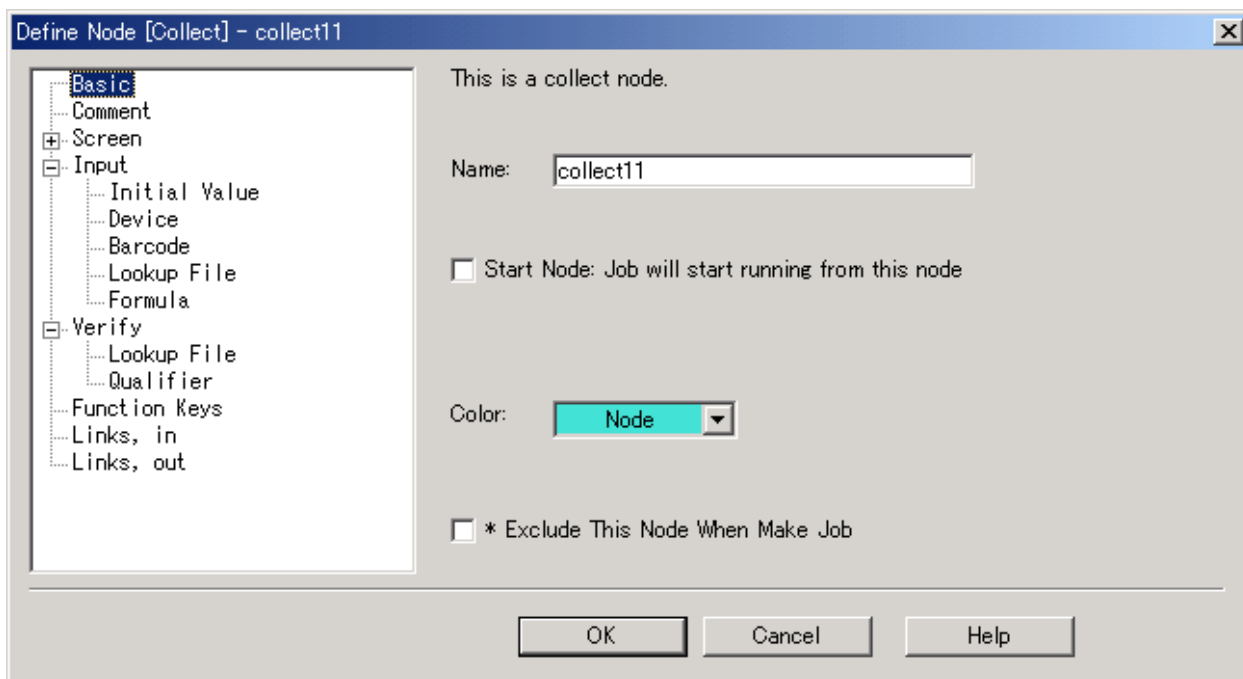 Define Node [Collect] - collect11
Basic
Comment
Screen
Input
Initial Value
Device
Barcode
Lookup File
Formula
Verify
Lookup File
Qualifier
Function Keys
Links, in
Links, out
This is a collect node.
Name: collect11
Start Node: Job will start running from this node
Color: Node
* Exclude This Node When Make Job
OK Cancel Help